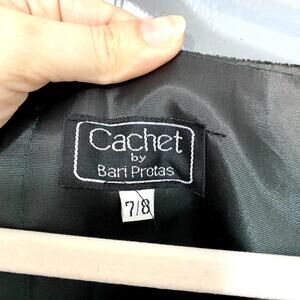 Cachet
by
Bari Protas
7/8